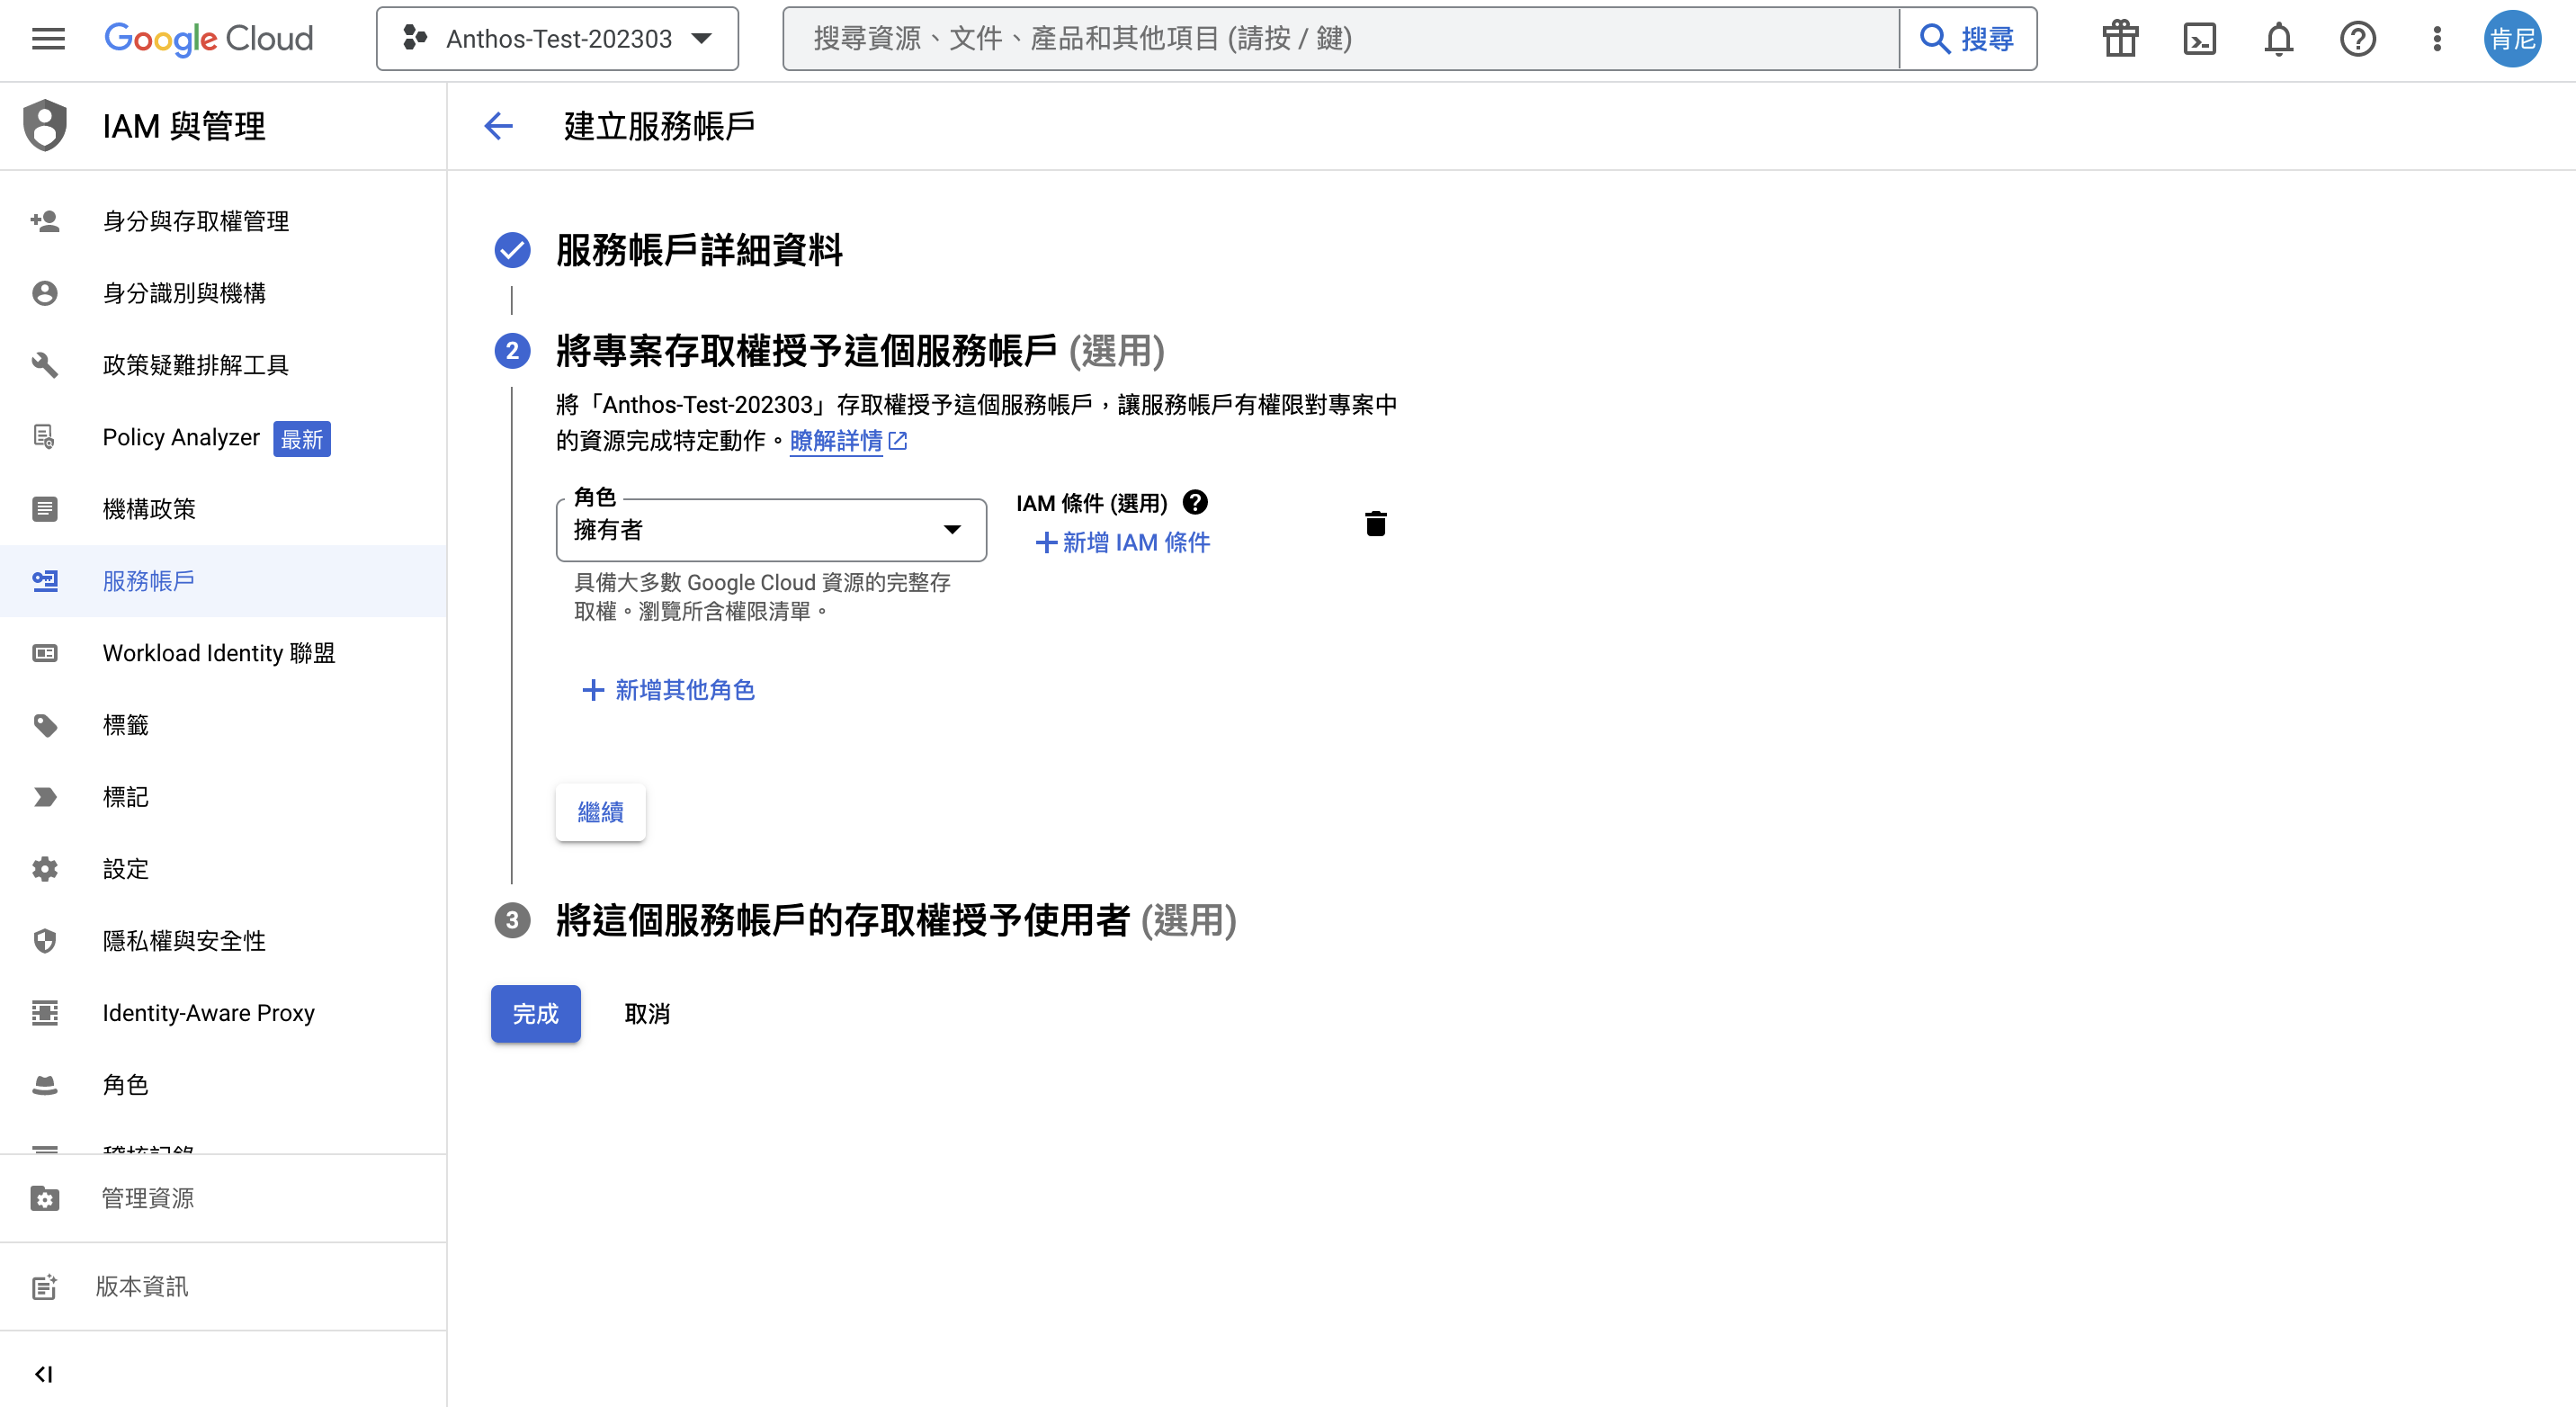 Google Cloud
Anthos-Test-202303
搜尋資源、文件、產品和其他項目 (請按 / 鍵)
搜尋
肯尼
IAM 與管理
建立服務帳戶
身分與存取權管理
身分識別與機構
政策疑難排解工具
Policy Analyzer 最新
機構政策
服務帳戶
Workload Identity 聯盟
標籤
標記
設定
隱私權與安全性
Identity-Aware Proxy
角色
稽核記錄
管理資源
版本資訊
服務帳戶詳細資料
2 將專案存取權授予這個服務帳戶 (選用)
將「Anthos-Test-202303」存取權授予這個服務帳戶，讓服務帳戶有權限對專案中
的資源完成特定動作。瞭解詳情
角色
擁有者
IAM 條件 (選用)
新增 IAM 條件
具備大多數 Google Cloud 資源的完整存
取權。瀏覽所含權限清單。
新增其他角色
繼續
3 將這個服務帳戶的存取權授予使用者 (選用)
完成
取消